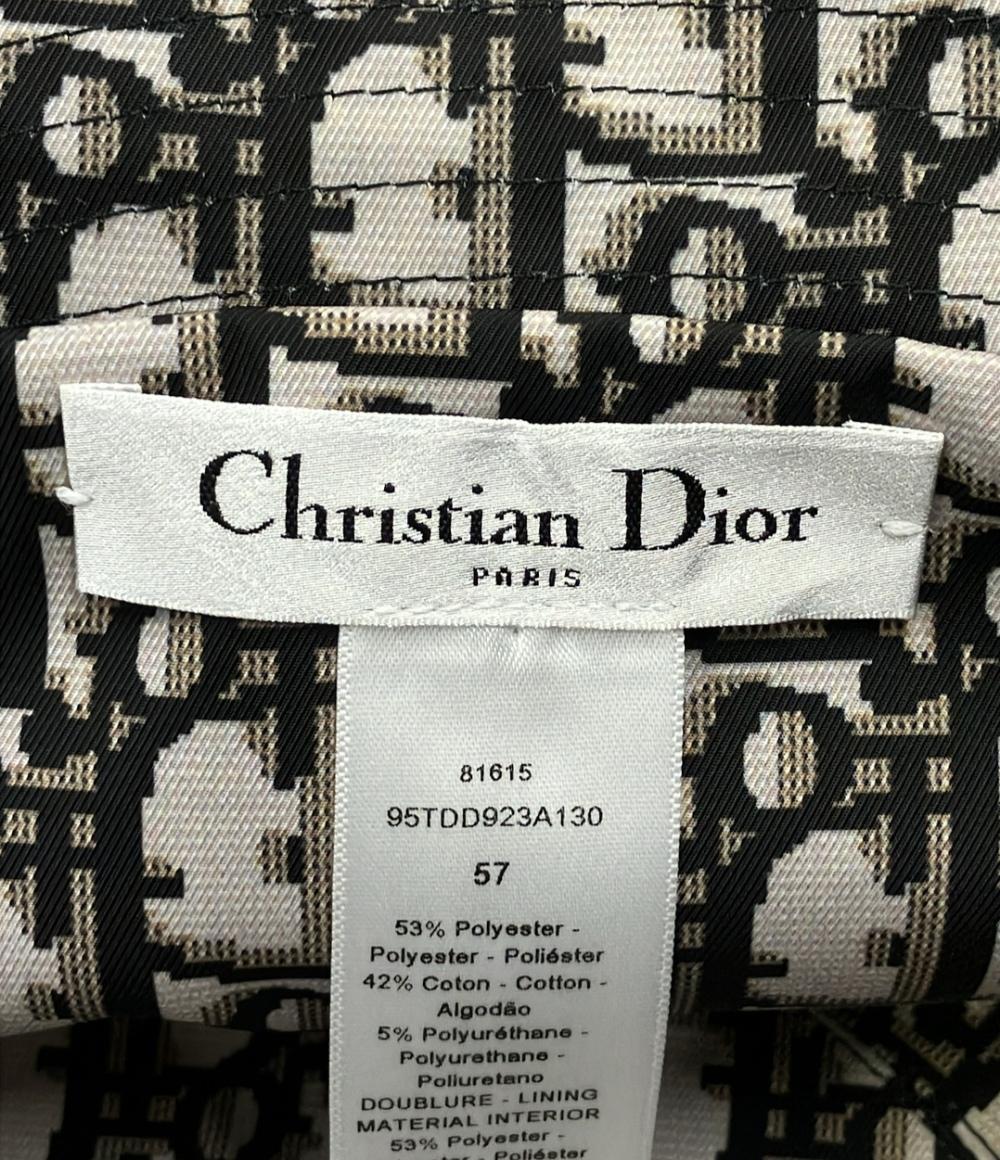 Christian Dior
PARIS
81615
95TDD923A130
57
53% Polyester -
Polyester - Poliéster
42% Coton - Cotton -
Algodão
5% Polyuréthane -
Polyurethane -
Poliuretano
DOUBLURE - LINING
MATERIAL INTERIOR
53% Polyester -
Poliéster